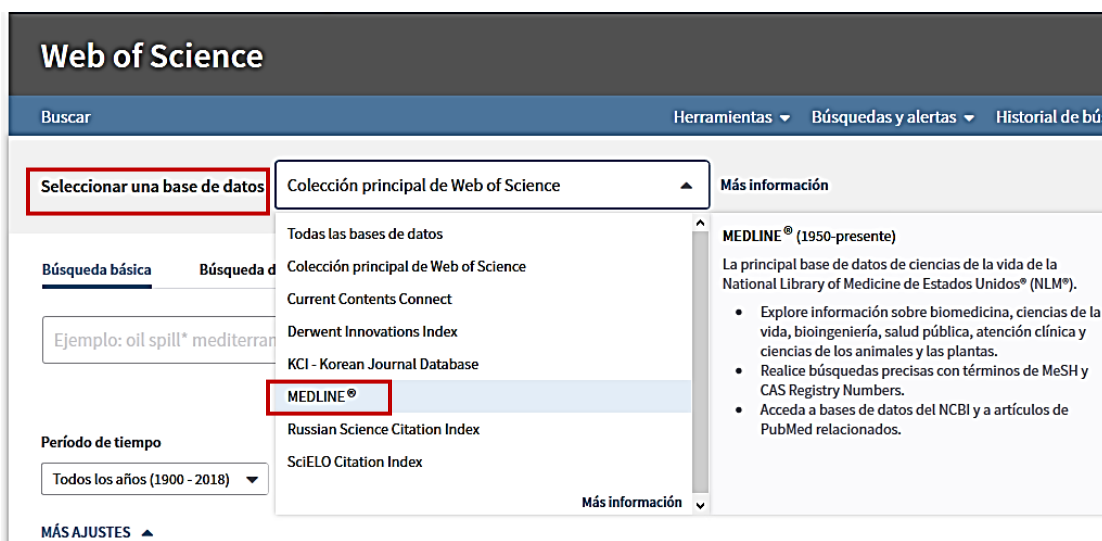 Web of Science
Buscar
Herramientas
Búsquedas y alertas
Historial de
Seleccionar una base de datos
Colección principal de Web of Science
Más información
Todas las bases de datos
Colección principal de Web of Science
Current Contents Connect
Derwent Innovations Index
KCI - Korean Journal Database
MEDLINE®
Russian Science Citation Index
SciELO Citation Index
Más información
MEDLINE® (1950-presente)
La principal base de datos de ciencias de la vida de la
National Library of Medicine de Estados Unidos® (NLM®).
• Explore información sobre biomedicina, ciencias de la
vida, bioingeniería, salud pública, atención clínica y
ciencias de los animales y las plantas.
• Realice búsquedas precisas con términos de MeSH y
CAS Registry Numbers.
• Acceda a bases de datos del NCBI y a artículos de
PubMed relacionados.
Búsqueda básica
Búsqueda
Ejemplo: oil spill*
Período de tiempo
Todos los años (1900 - 2018)
MÁS AJUSTES